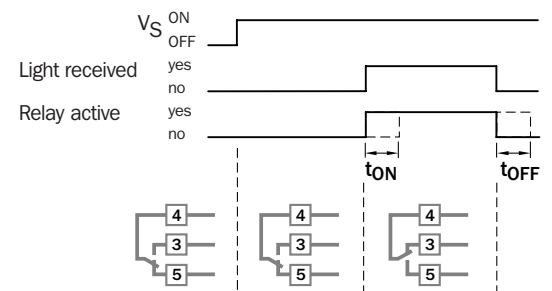 VS ON
OFF
Light received yes
no
Relay active yes
no
tON tOFF
4 4 4
3 3 3
5 5 5